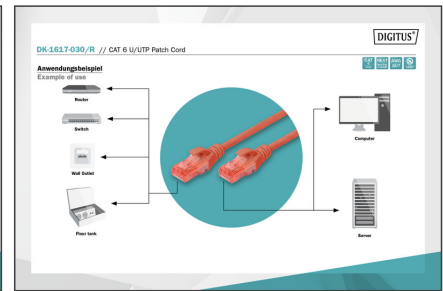 DIGITUS®
DK-1617-030/R // CAT 6 U/UTP Patch Cord
Anwendungsbeispiel
Example of use
Router
Switch
Wall Outlet
Floor tank
Computer
Server